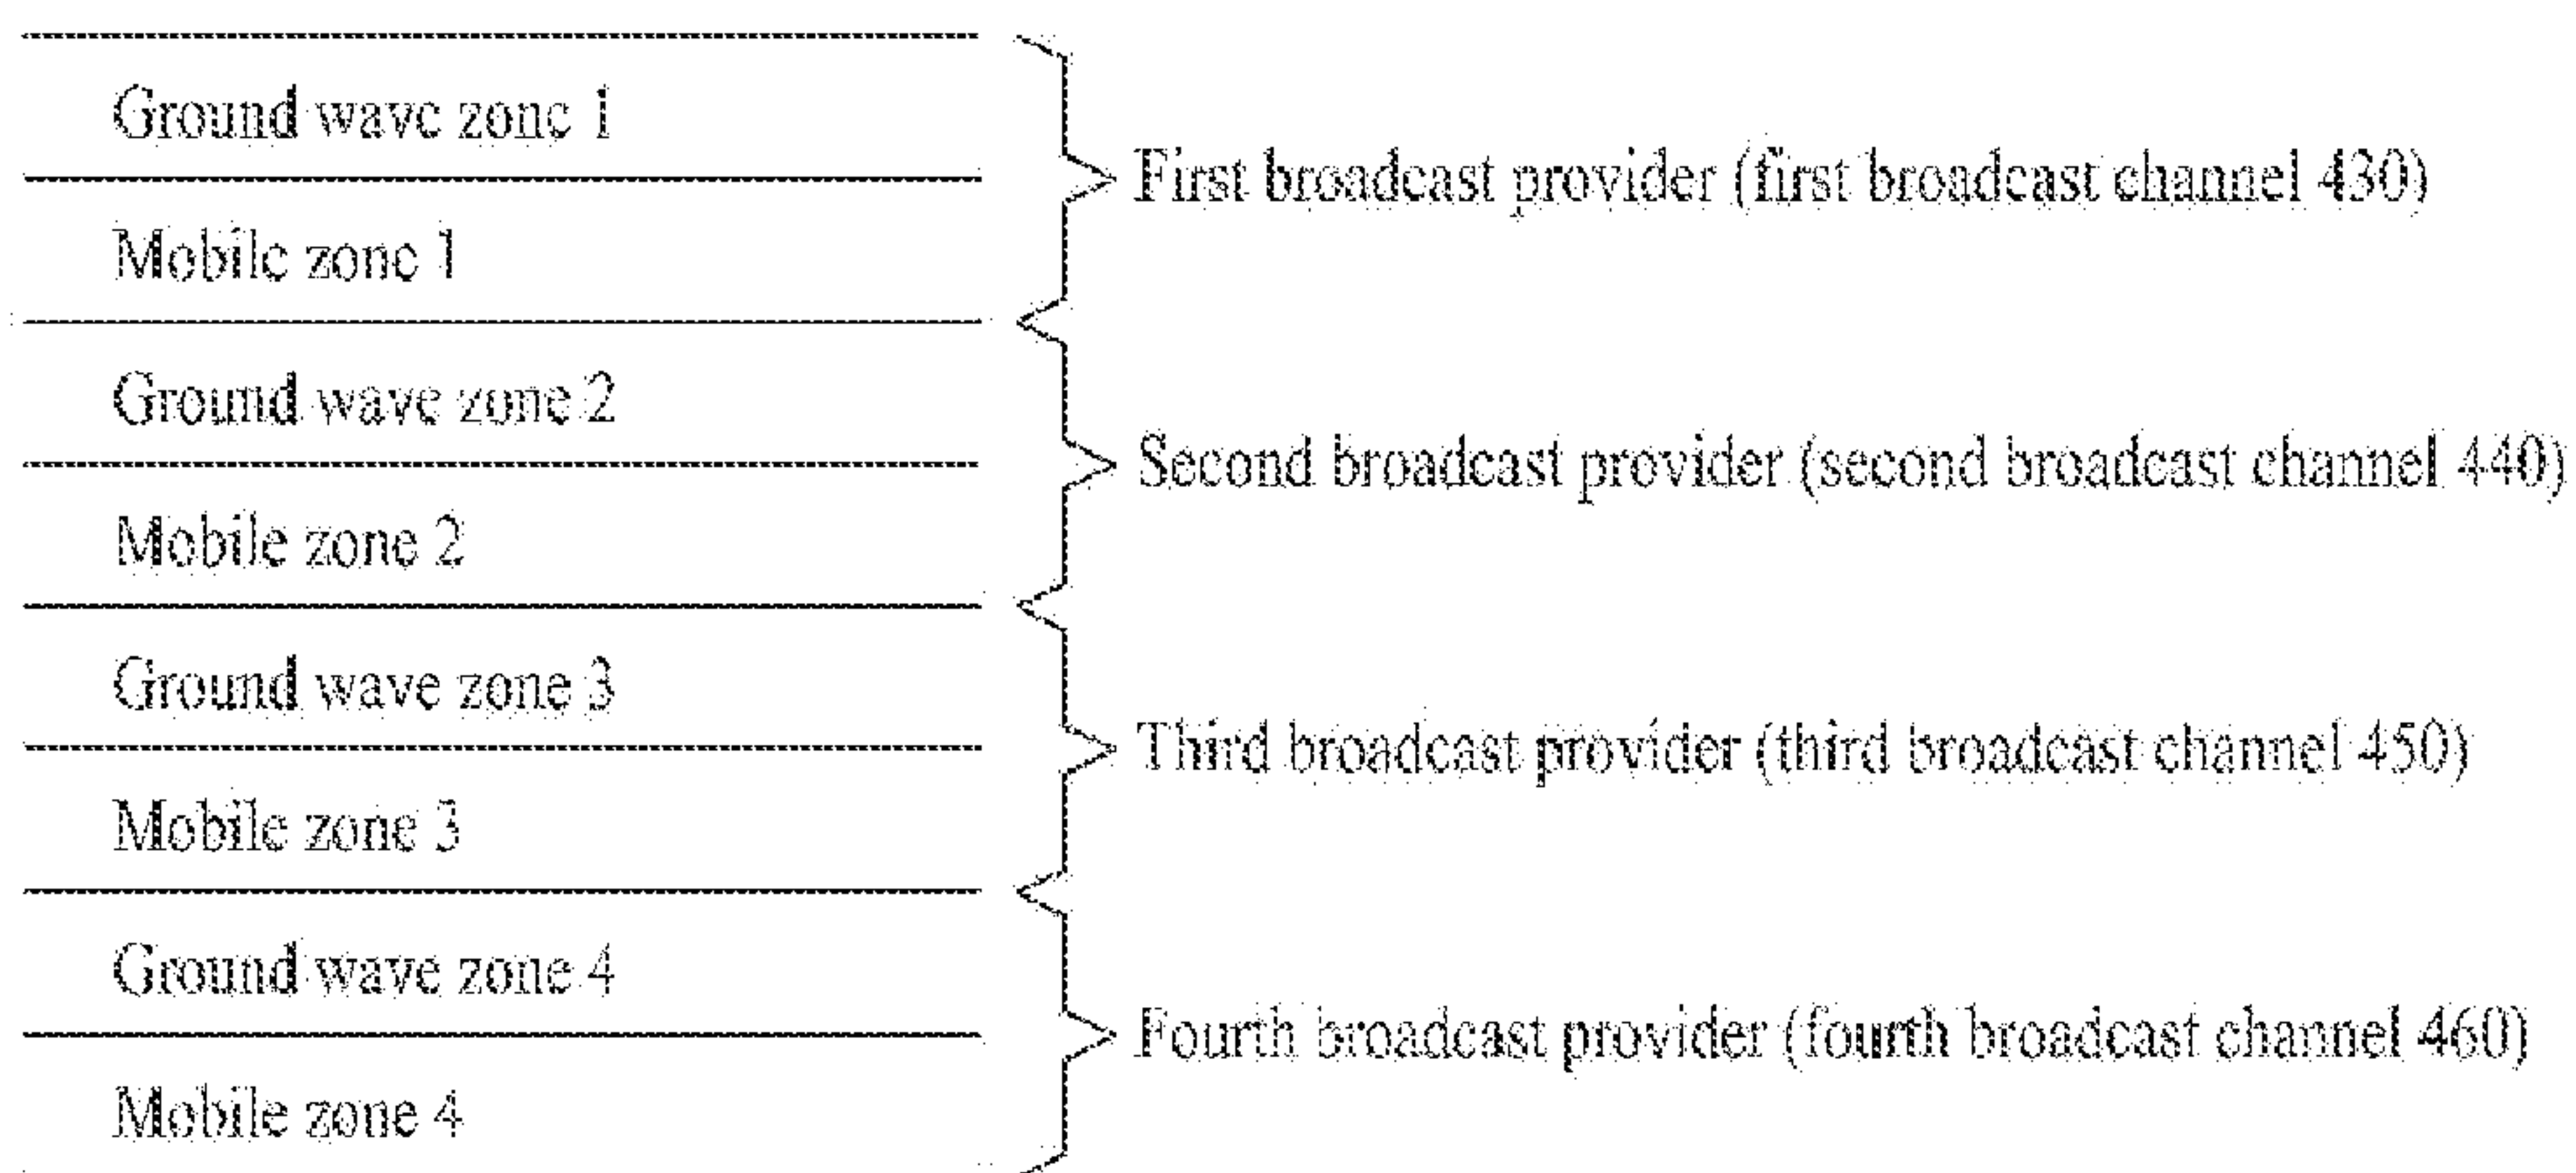 Ground wave zone 1
First broadcast provider (first broadcast channel 430)
Mobile zone 1
Ground wave zone 2
Second broadcast provider (second broadcast channel 440)
Mobile zone 2
Ground wave zone 3
Third broadcast provider (third broadcast channel 450)
Mobile zone 3
Ground wave zone 4
Fourth broadcast provider (fourth broadcast channel 460)
Mobile zone 4